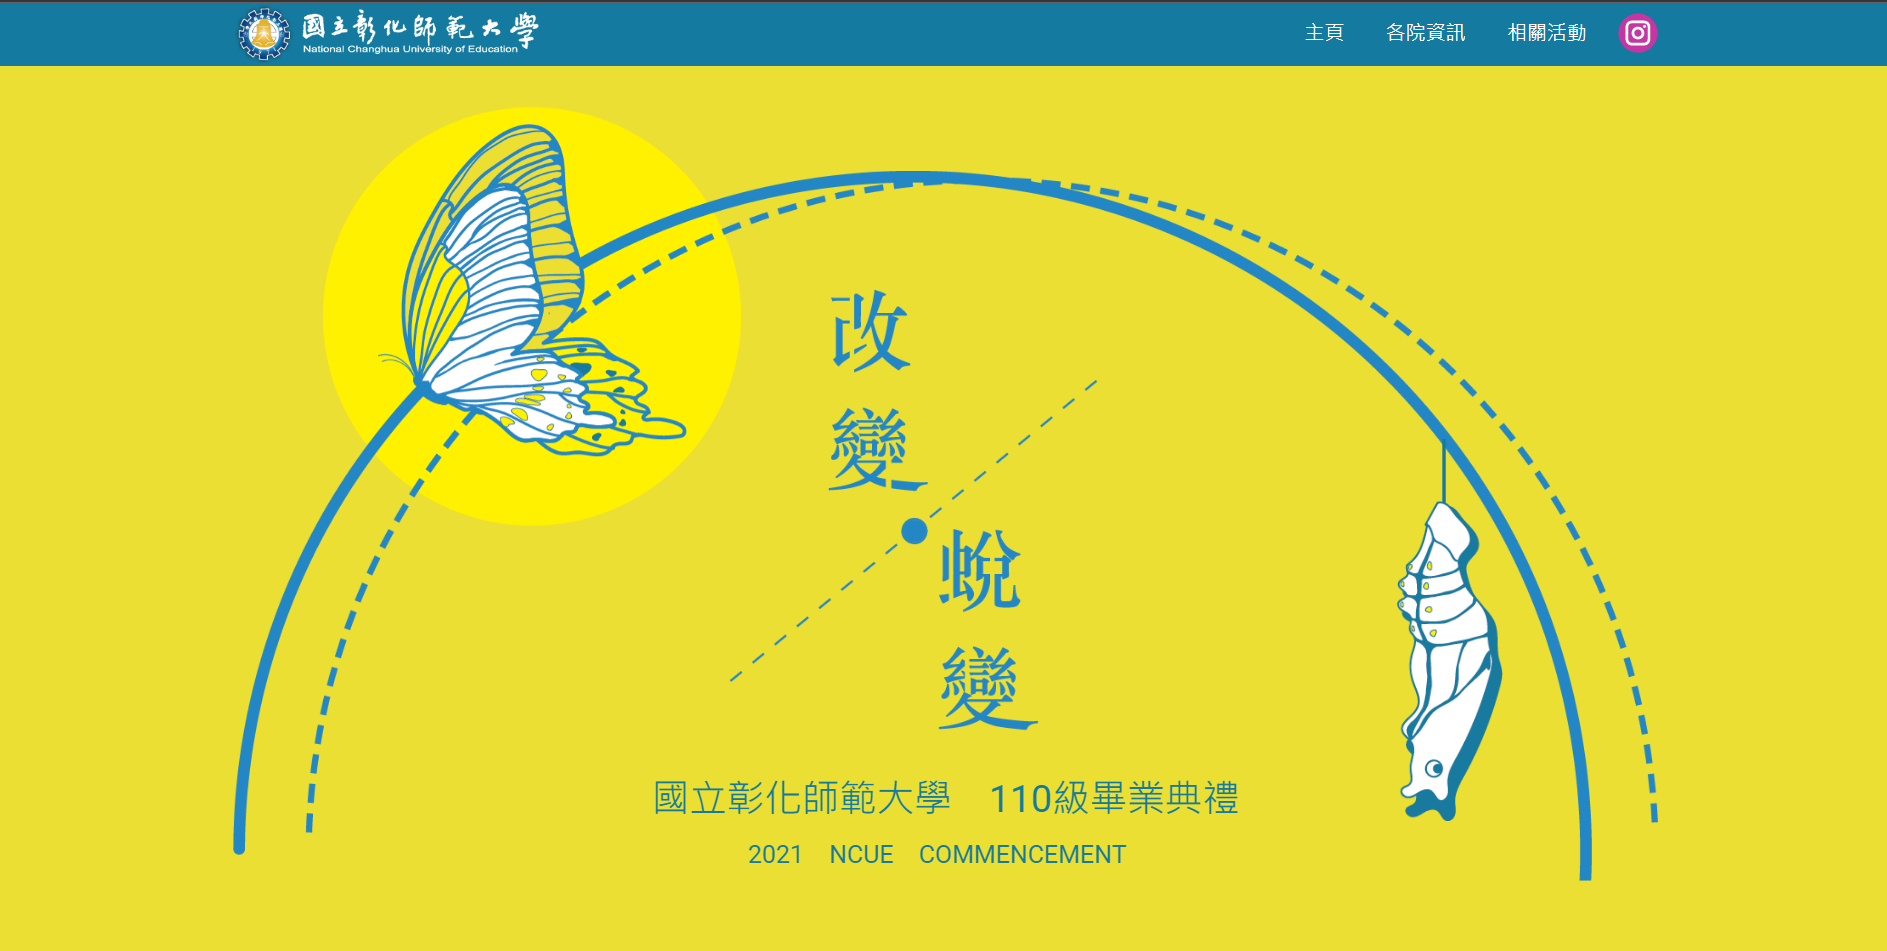 國立彰化師範大學
National Changhua University of Education
主頁 各院資訊 相關活動
改變
蛻變
國立彰化師範大學 110級畢業典禮
2021 NCUE COMMENCEMENT